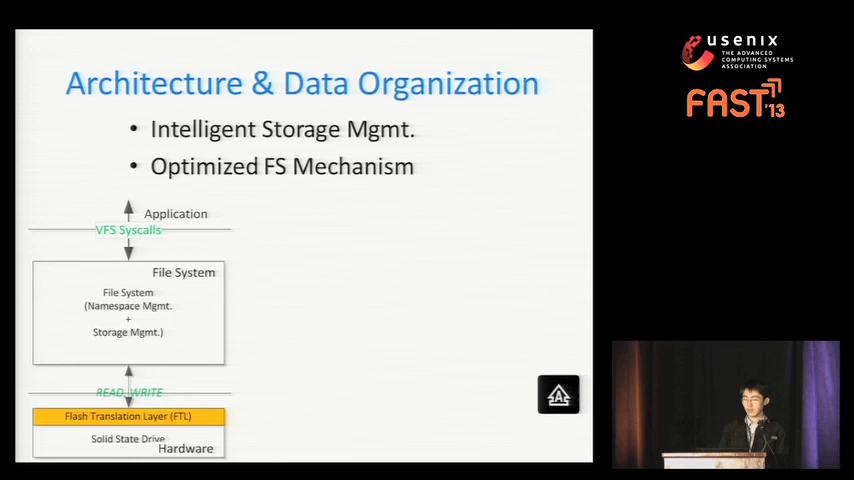 Architecture & Data Organization
• Intelligent Storage Mgmt.
• Optimized FS Mechanism
Application
VFS Syscalls
File System
File System
(Namespace Mgmt.
+
Storage Mgmt.)
READ, WRITE
Flash Translation Layer (FTL)
Solid State Drive
Hardware
A
usenix
THE ADVANCED
COMPUTING SYSTEMS
ASSOCIATION
FAST '13